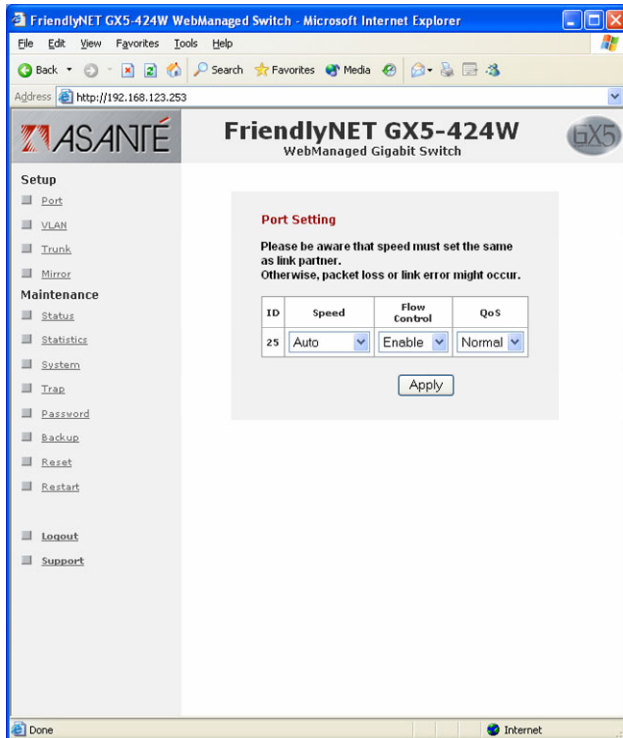 FriendlyNET GX5-424W WebManaged Switch - Microsoft Internet Explorer
File Edit View Favorites Tools Help
Back Search Favorites Media
Address http://192.168.123.253
ASANTÉ
FriendlyNET GX5-424W
WebManaged Gigabit Switch
GX5
Setup
Port
VLAN
Trunk
Mirror
Maintenance
Status
Statistics
System
Trap
Password
Backup
Reset
Restart
Logout
Support
Port Setting
Please be aware that speed must set the same
as link partner.
Otherwise, packet loss or link error might occur.
ID Speed Flow Control QoS
25 Auto Enable Normal
Apply
Done Internet